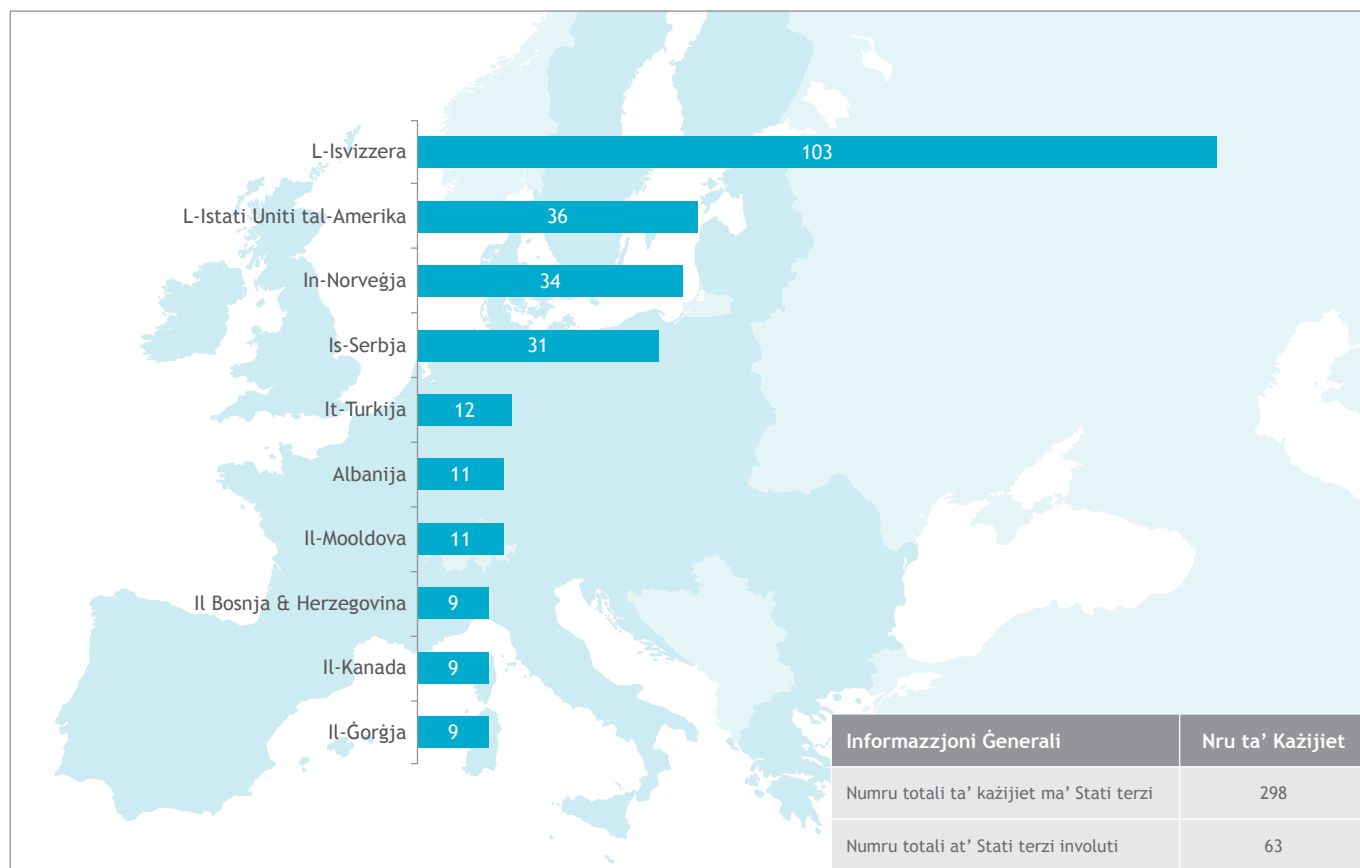 L-Isvizzera 103
L-Istati Uniti tal-Amerika 36
In-Norveġja 34
Is-Serbja 31
It-Turkija 12
Albanija 11
Il-Mooldova 11
Il Bosnja & Herzegovina 9
Il-Kanada 9
Il-Ġorġja 9
Informazzjoni Ġenerali Nru ta’ Każijiet
Numru totali ta’ każijiet ma’ Stati terzi 298
Numru totali at’ Stati terzi involuti 63